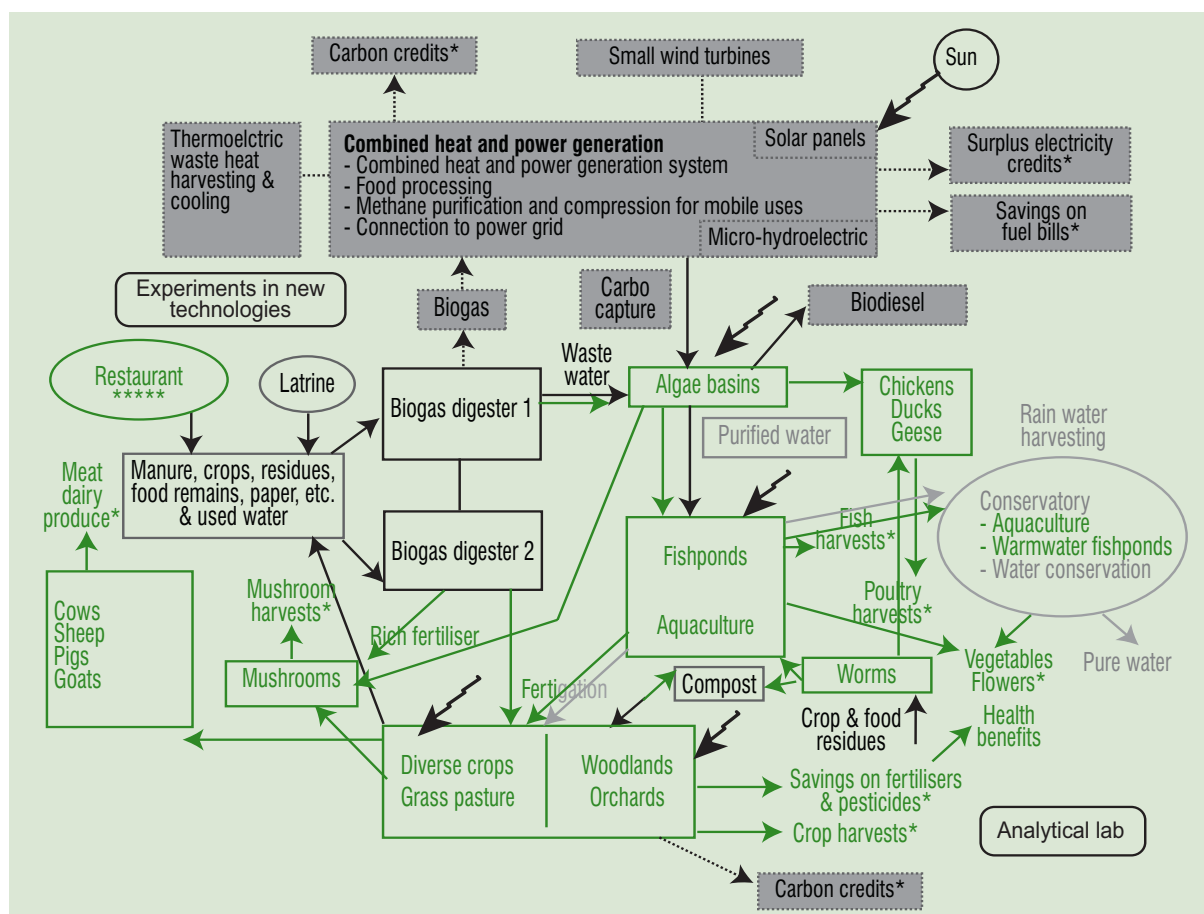 Carbon credits*
Small wind turbines
Sun
Thermoelctric
waste heat
harvesting &
cooling
Combined heat and power generation
- Combined heat and power generation system
- Food processing
- Methane purification and compression for mobile uses
- Connection to power grid
Solar panels
Micro-hydroelectric
Surplus electricity
credits*
Savings on
fuel bills*
Experiments in new
technologies
Biogas
Carbo
capture
Biodiesel
Restaurant
*****
Latrine
Biogas digester 1
Waste
water
Algae basins
Chickens
Ducks
Geese
Purified water
Rain water
harvesting
Meat
dairy
produce*
Manure, crops, residues,
food remains, paper, etc.
& used water
Biogas digester 2
Fishponds
Aquaculture
Fish
harvests*
Conservatory
- Aquaculture
- Warmwater fishponds
- Water conservation
Cows
Sheep
Pigs
Goats
Mushroom
harvests*
Rich fertiliser
Poultry
harvests*
Mushrooms
Fertigation
Compost
Worms
Vegetables
Flowers*
Pure water
Crop & food
residues
Health
benefits
Diverse crops
Grass pasture
Woodlands
Orchards
Savings on fertilisers
& pesticides*
Crop harvests*
Analytical lab
Carbon credits*